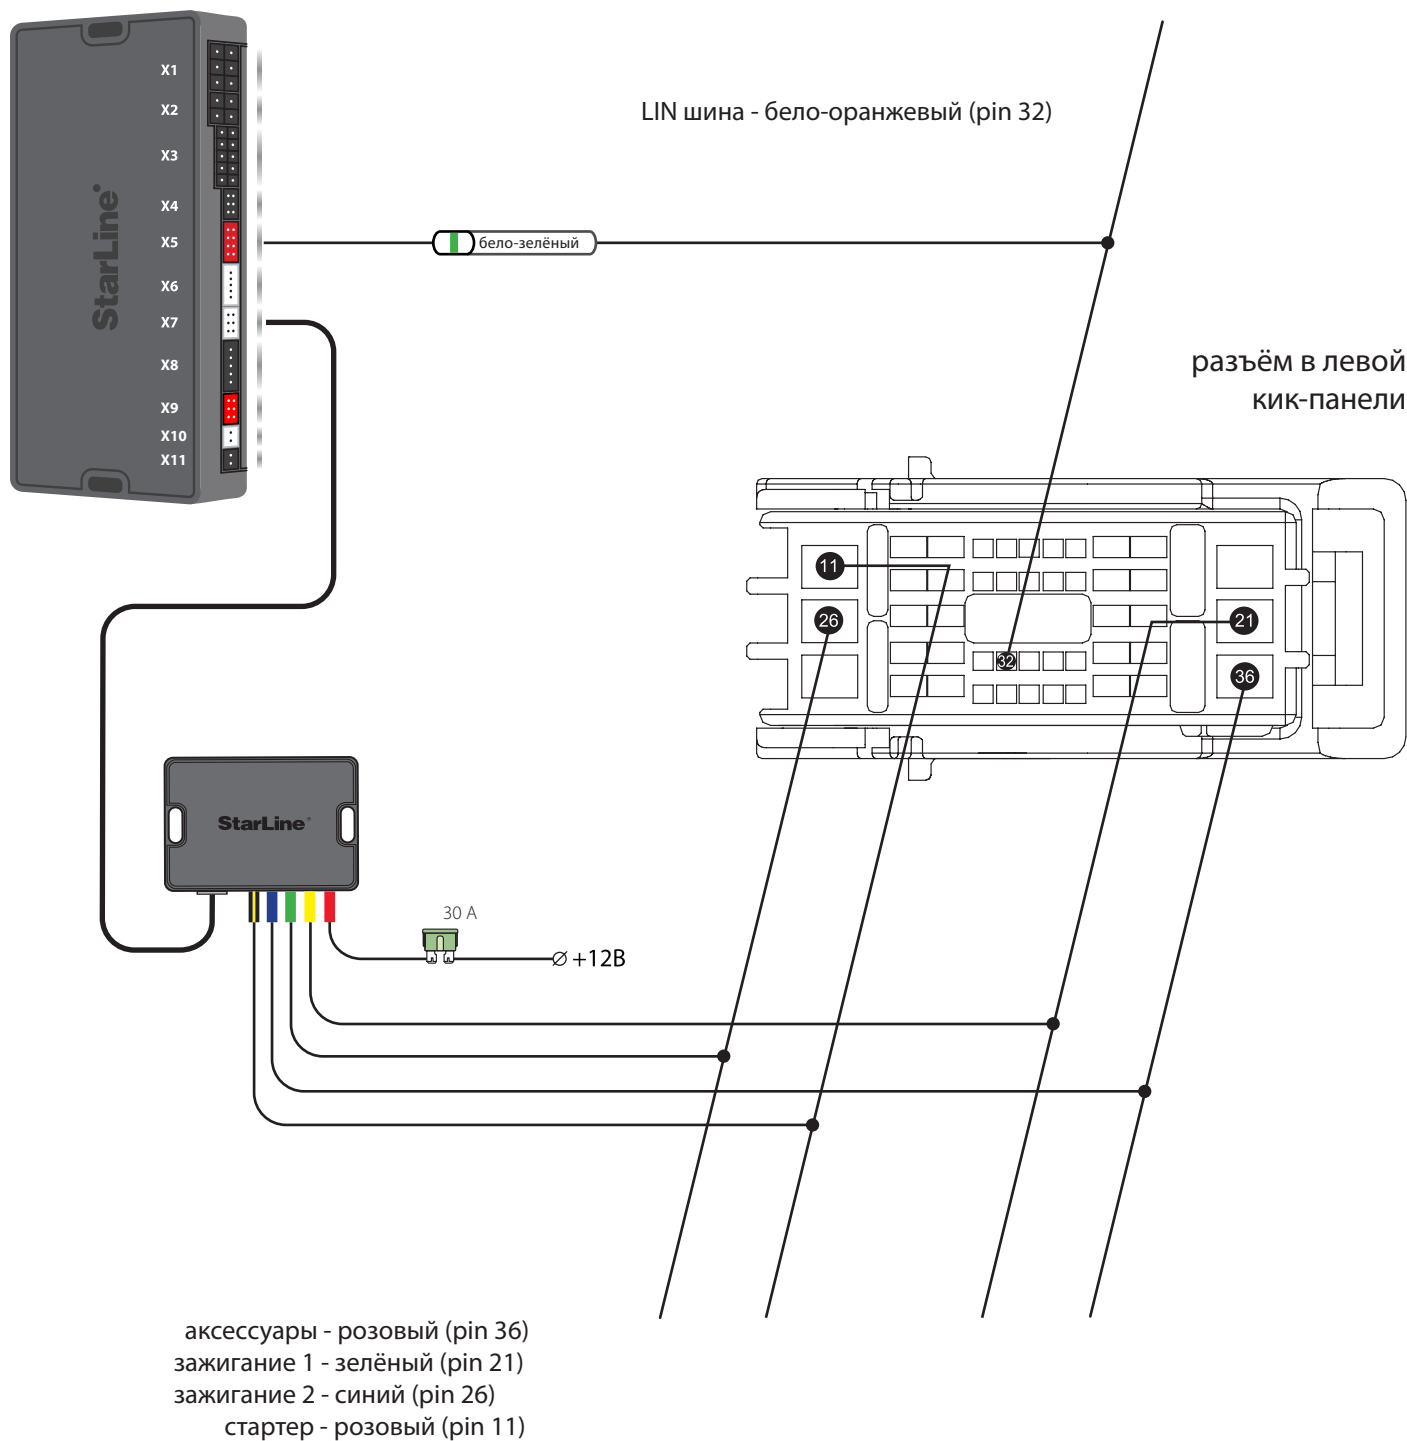 X1
X2
X3
X4
X5
X6
X7
X8
X9
X10
X11
StarLine®
LIN шина - бело-оранжевый (pin 32)
бело-зелёный
разъём в левой
кик-панели
11
26
32
21
36
StarLine®
30 A
+12В
аксессуары - розовый (pin 36)
зажигание 1 - зелёный (pin 21)
зажигание 2 - синий (pin 26)
стартер - розовый (pin 11)